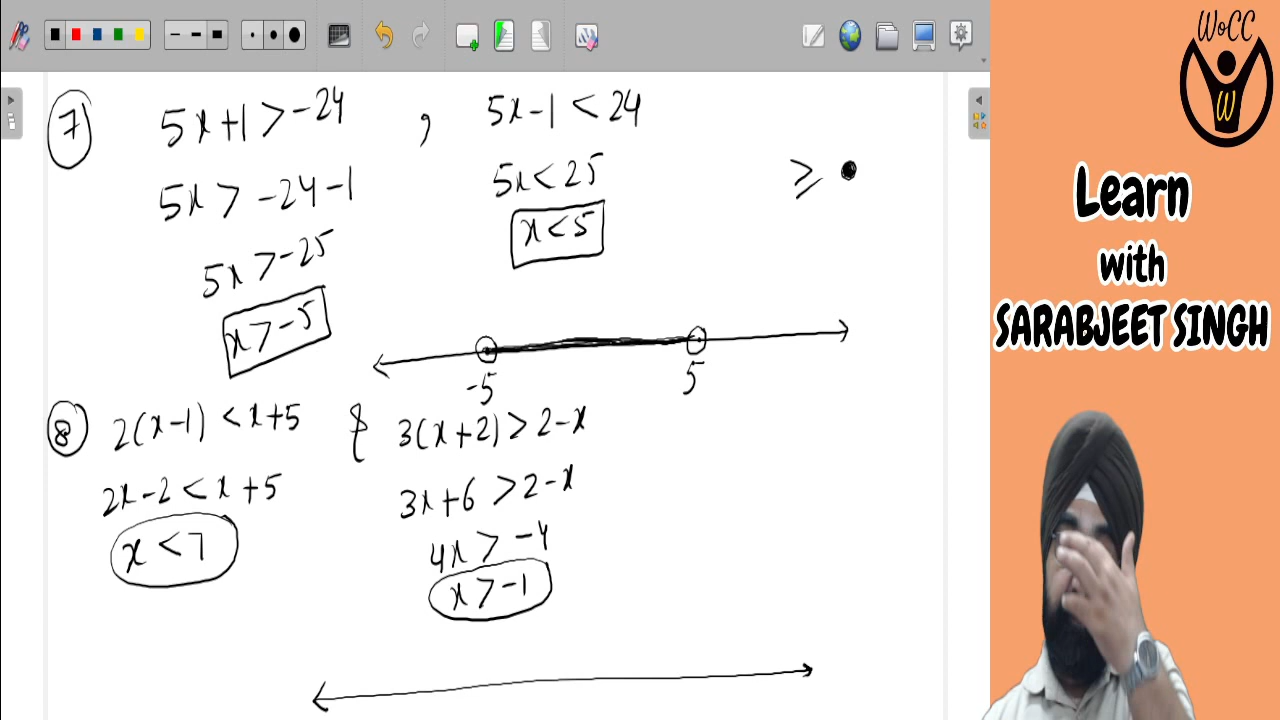 WoCC
W
Learn
with
SARABJEET SINGH
7 5x+1 > -24 , 5x-1 < 24
5x > -24-1 5x < 25 ≥ •
5x > -25 x < 5
x > -5
-5 5
8 2(x-1) < x+5 & 3(x+2) > 2-x
2x-2 < x+5 3x+6 > 2-x
x < 7 4x > -4
x > -1